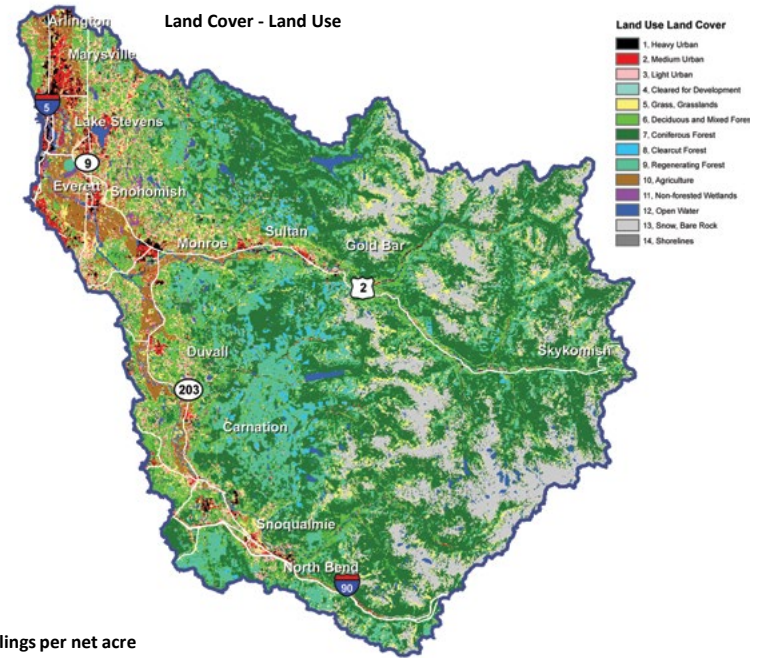 Land Cover - Land Use
Arlington
Marysville
5
Lake Stevens
9
Everett
Snohomish
Monroe
Sultan
Gold Bar
2
Duvall
Skykomish
203
Carnation
Snoqualmie
North Bend
90
Land Use Land Cover
1, Heavy Urban
2, Medium Urban
3, Light Urban
4, Cleared for Development
5, Grass, Grasslands
6, Deciduous and Mixed Fores
7, Coniferous Forest
8, Clearcut Forest
9, Regenerating Forest
10, Agriculture
11, Non-forested Wetlands
12, Open Water
13, Snow, Bare Rock
14, Shorelines
lings per net acre